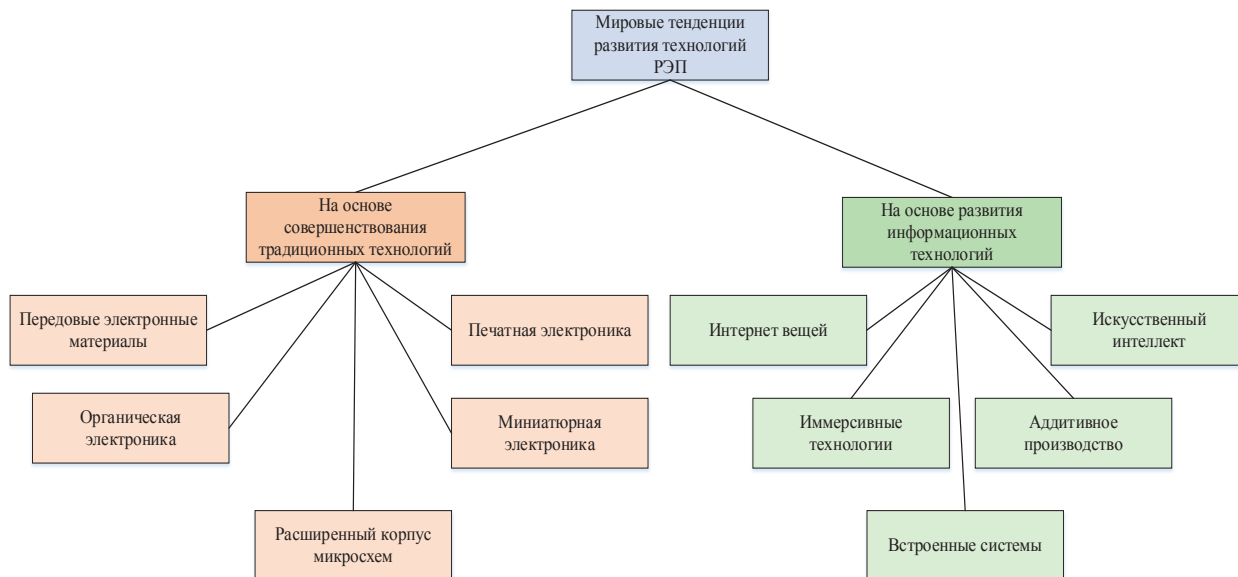 Мировые тенденции
развития технологий
РЭП
На основе
совершенствования
традиционных технологий
На основе развития
информационных
технологий
Передовые электронные
материалы
Печатная электроника
Интернет вещей
Искусственный
интеллект
Органическая
электроника
Миниатюрная
электроника
Иммерсивные
технологии
Аддитивное
производство
Расширенный корпус
микросхем
Встроенные системы